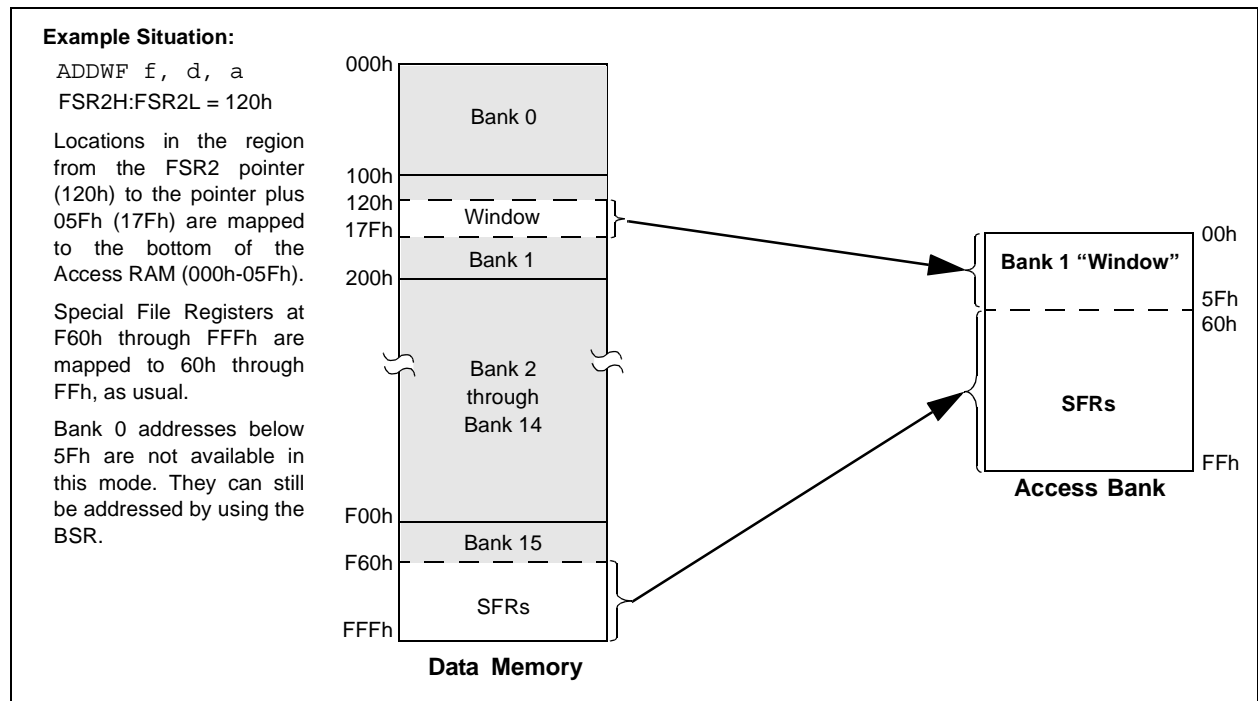 Example Situation:
ADDWF f, d, a
FSR2H:FSR2L = 120h
Locations in the region
from the FSR2 pointer
(120h) to the pointer plus
05Fh (17Fh) are mapped
to the bottom of the
Access RAM (000h-05Fh).
Special File Registers at
F60h through FFFh are
mapped to 60h through
FFh, as usual.
Bank 0 addresses below
5Fh are not available in
this mode. They can still
be addressed by using the
BSR.
000h
Bank 0
100h
120h
Window
17Fh
Bank 1
200h
Bank 2
through
Bank 14
F00h
Bank 15
F60h
SFRs
FFFh
Data Memory
00h
Bank 1 “Window”
5Fh
60h
SFRs
FFh
Access Bank